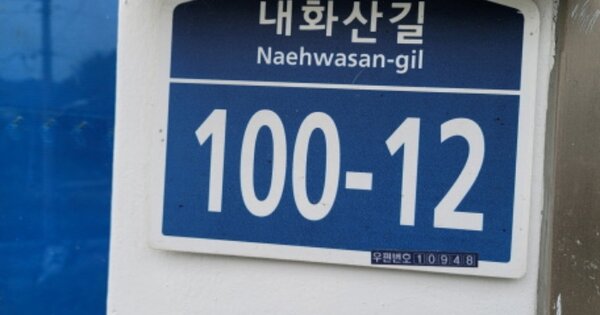 내화산길
Naehwasan-gil
100-12
우편번호 10948